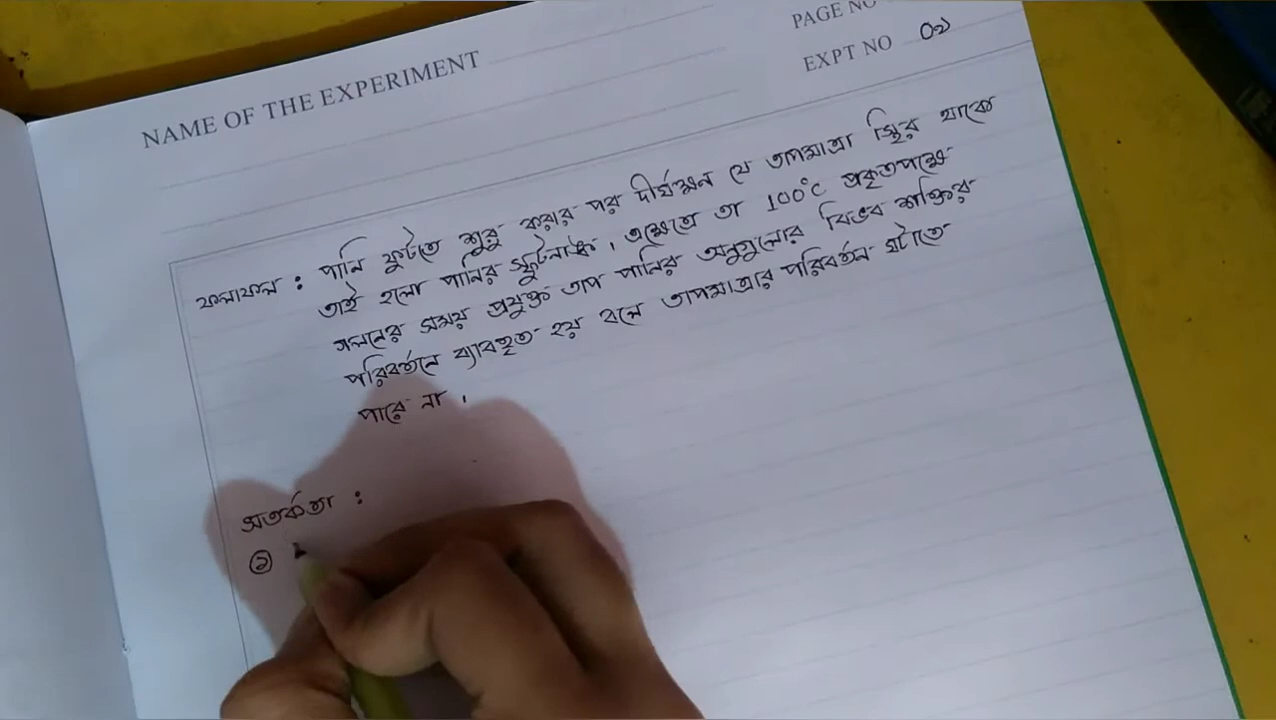 NAME OF THE EXPERIMENT
PAGE NO
EXPT NO 02
ফলাফল : পানি ফুটতে শুরু করার পর দীর্ঘক্ষন যে তাপমাত্রা স্থির থাকে
তাই হলো পানির স্ফুটনাঙ্ক। এক্ষেত্রে তা 100°C প্রকৃতপক্ষে
গলনের সময় প্রযুক্ত তাপ পানির অনুগুলোর বিভব শক্তির
পরিবর্তনে ব্যাবহৃত হয় বলে তাপমাত্রার পরিবর্তন ঘটাতে
পারে না।
সতর্কতা :
১